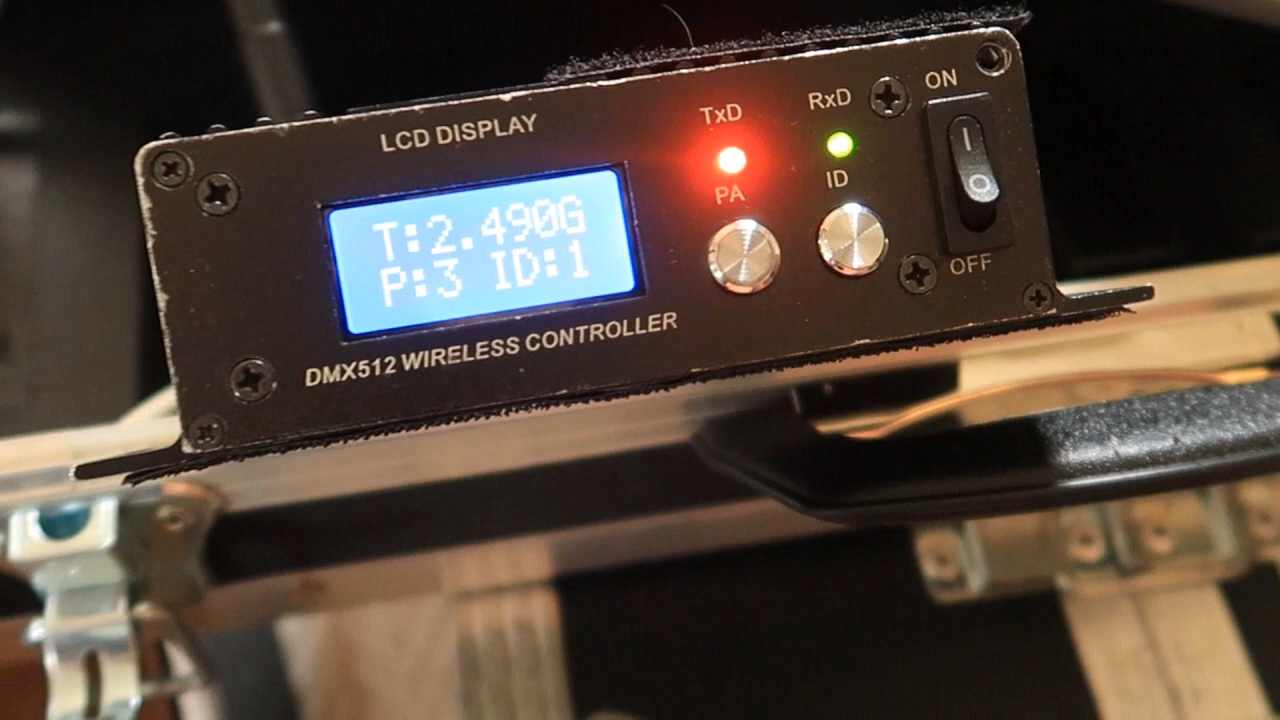 LCD DISPLAY
T:2.490G
P:3 ID:1
DMX512 WIRELESS CONTROLLER
TxD
PA
RxD
ID
ON
I
O
OFF